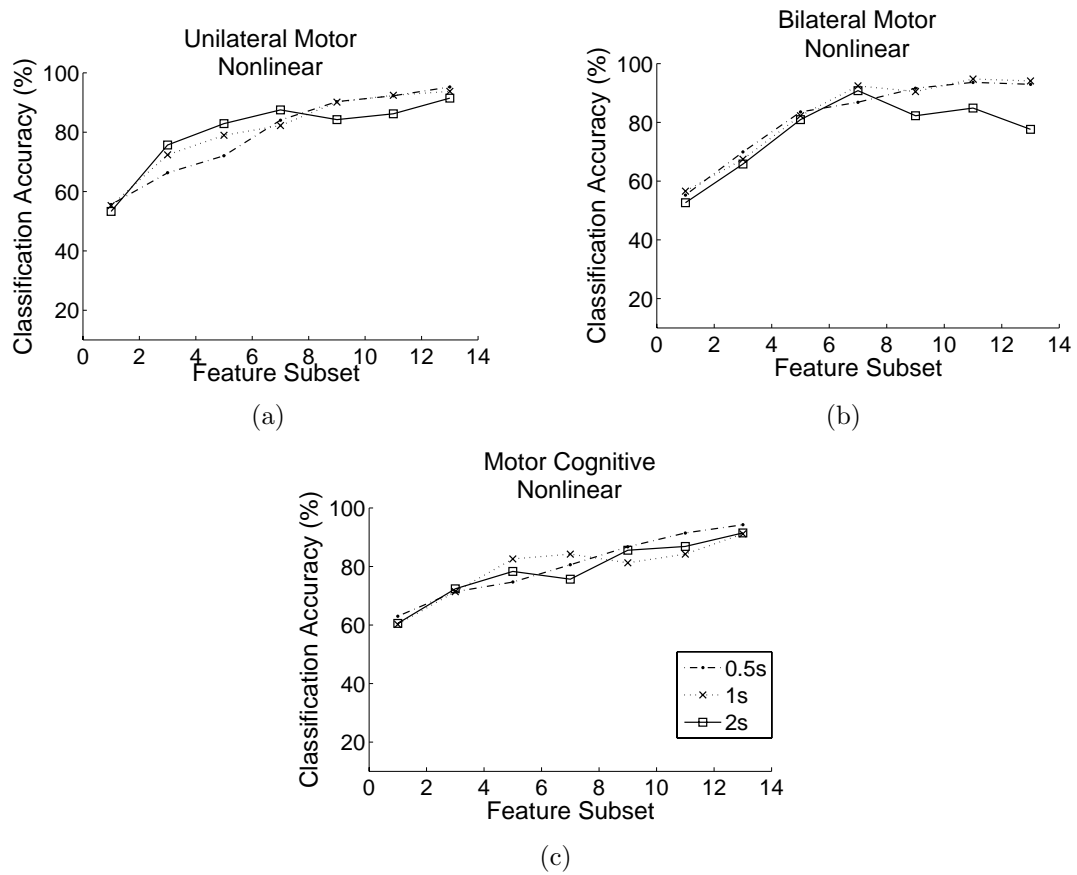 Unilateral Motor
Nonlinear
Classification Accuracy (%)
100
80
60
40
20
0 2 4 6 8 10 12 14
Feature Subset
(a)
Bilateral Motor
Nonlinear
Classification Accuracy (%)
100
80
60
40
20
0 2 4 6 8 10 12 14
Feature Subset
(b)
Motor Cognitive
Nonlinear
Classification Accuracy (%)
100
80
60
40
20
0 2 4 6 8 10 12 14
Feature Subset
0.5s
1s
2s
(c)